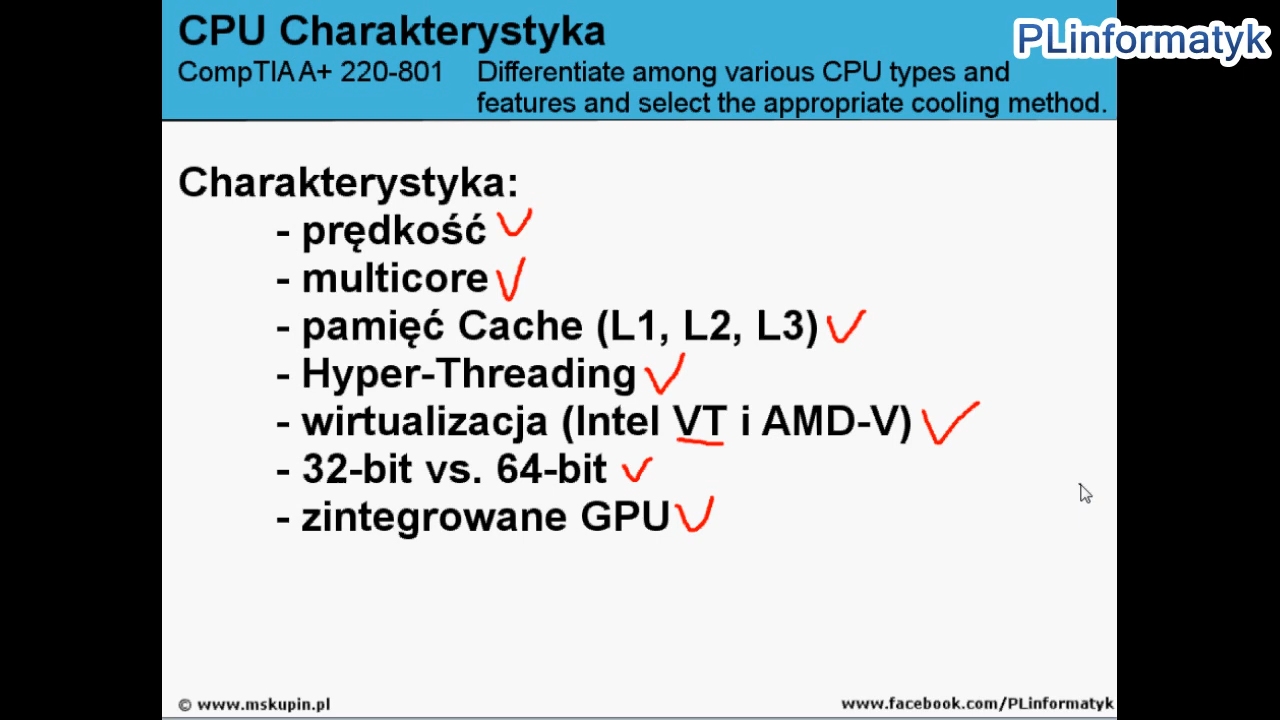 CPU Charakterystyka
PLinformatyk
CompTIA A+ 220-801
Differentiate among various CPU types and
features and select the appropriate cooling method.
Charakterystyka:
- prędkość
- multicore
- pamięć Cache (L1, L2, L3)
- Hyper-Threading
- wirtualizacja (Intel VT i AMD-V)
- 32-bit vs. 64-bit
- zintegrowane GPU
© www.mskupin.pl
www.facebook.com/PLinformatyk